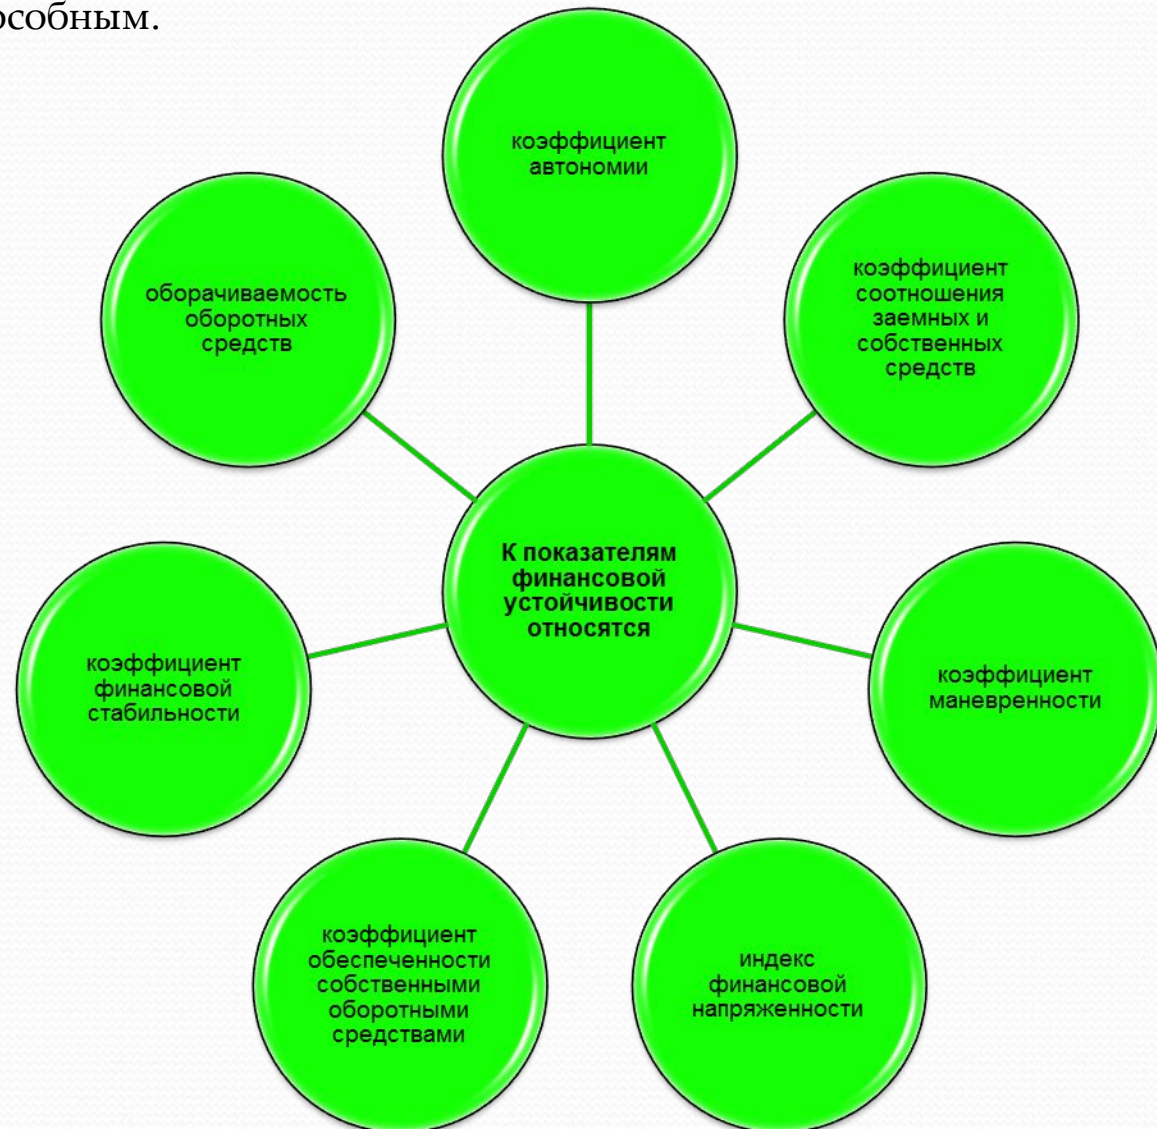 особным.
коэффициент
автономии
коэффициент
соотношения
заемных и
собственных
средств
коэффициент
маневренности
индекс
финансовой
напряженности
коэффициент
обеспеченности
собственными
оборотными
средствами
коэффициент
финансовой
стабильности
оборачиваемость
оборотных
средств
К показателям
финансовой
устойчивости
относятся